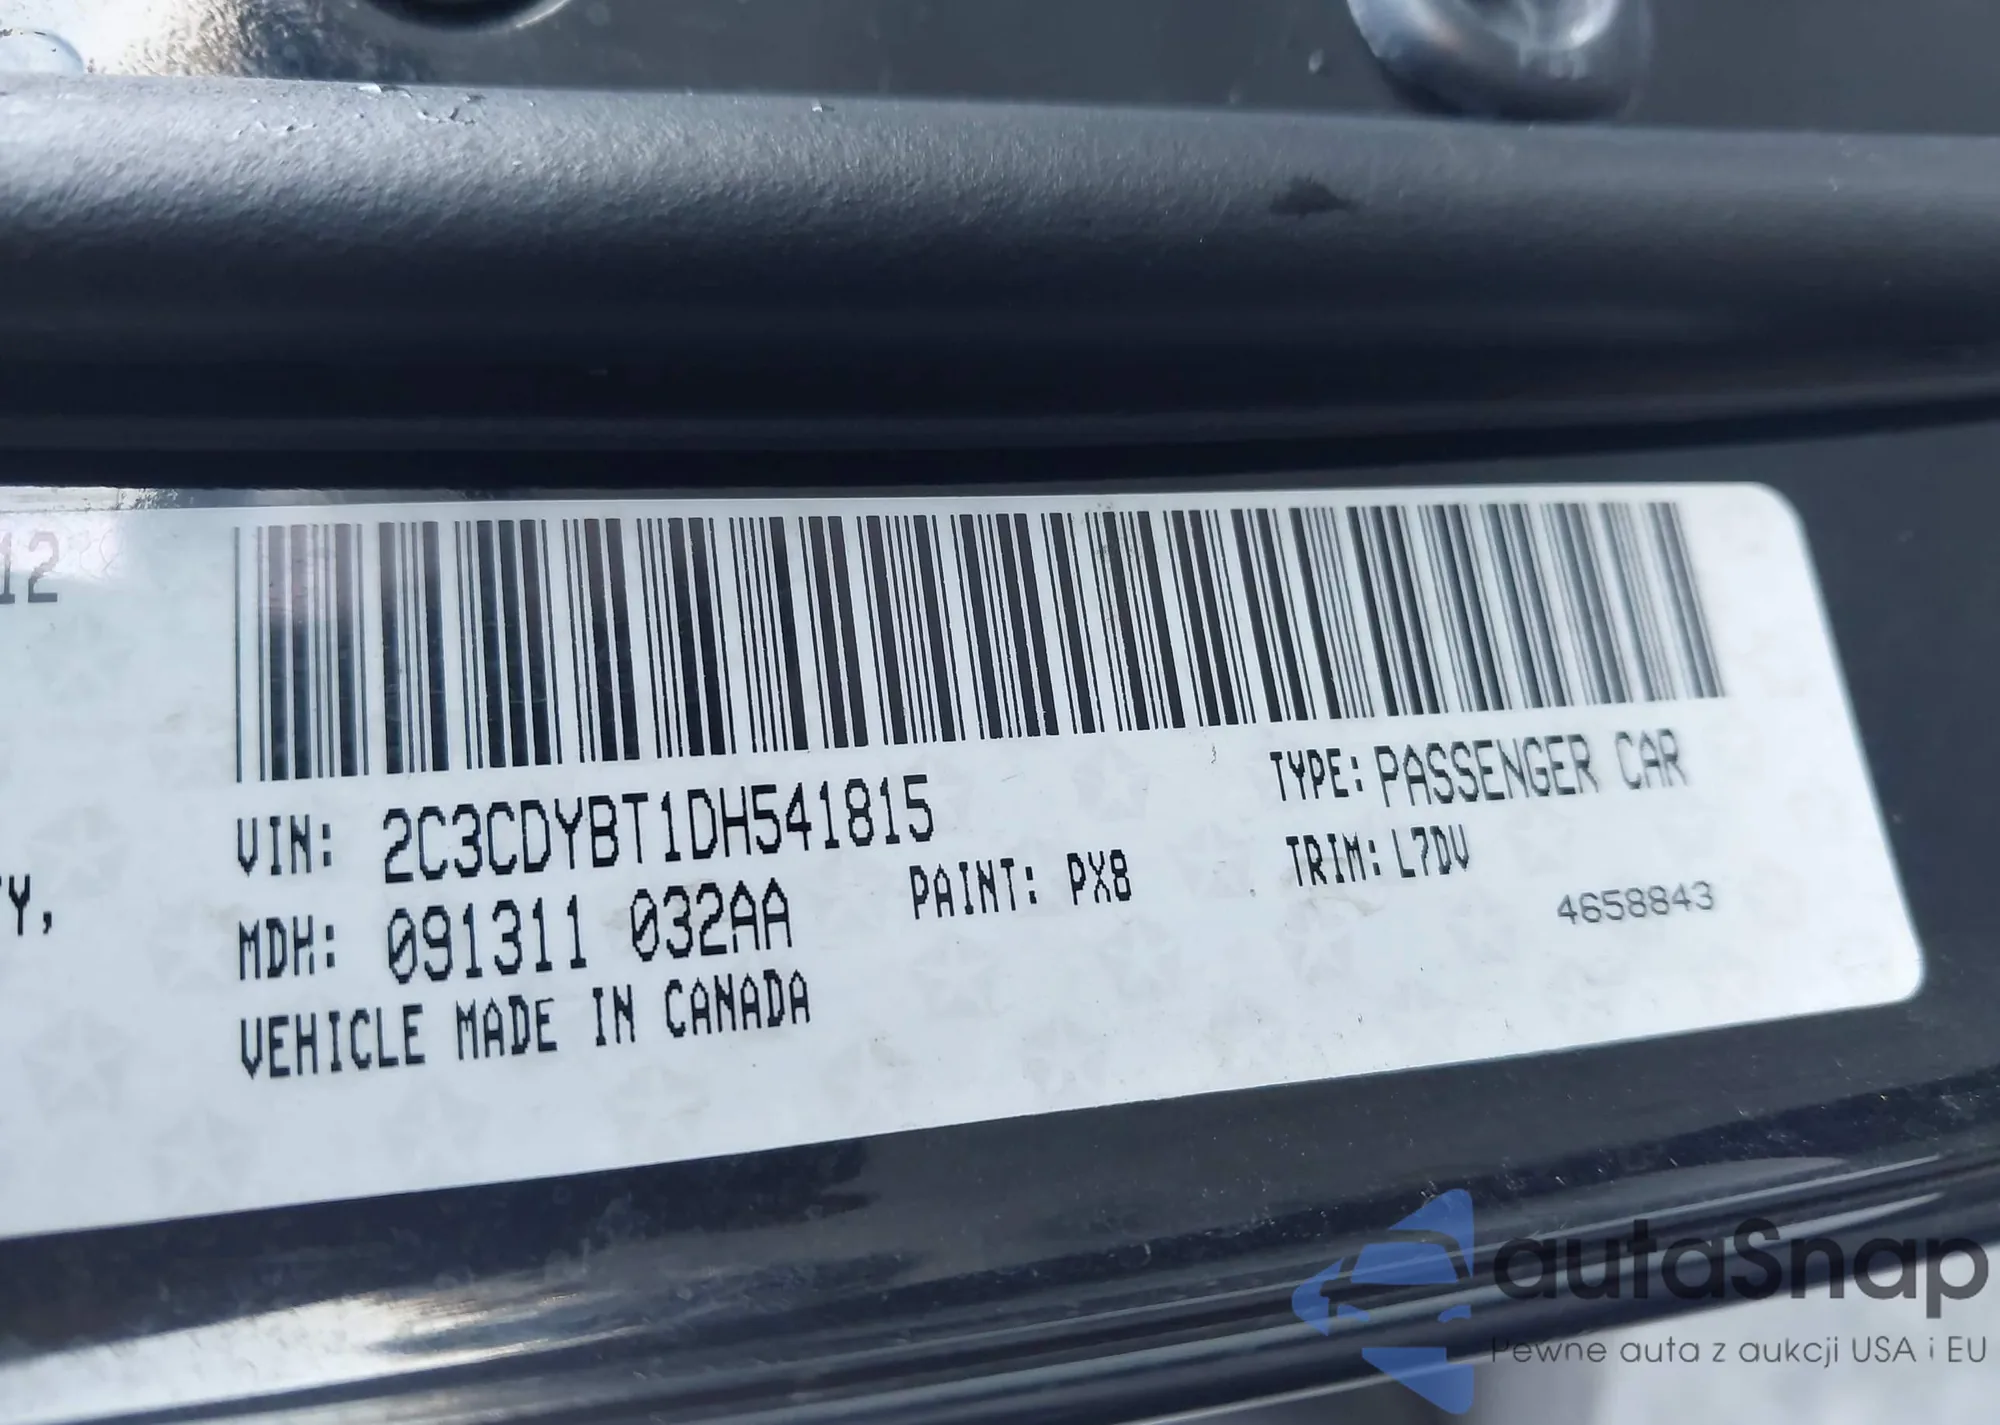 12
Y,
VIN: 2C3CDYBT1DH541815
TYPE: PASSENGER CAR
MDH: 091311 032AA
PAINT: PX8
TRIM: L7DV
VEHICLE MADE IN CANADA
4658843
autaSnap
Pewne auta z aukcji USA i EU